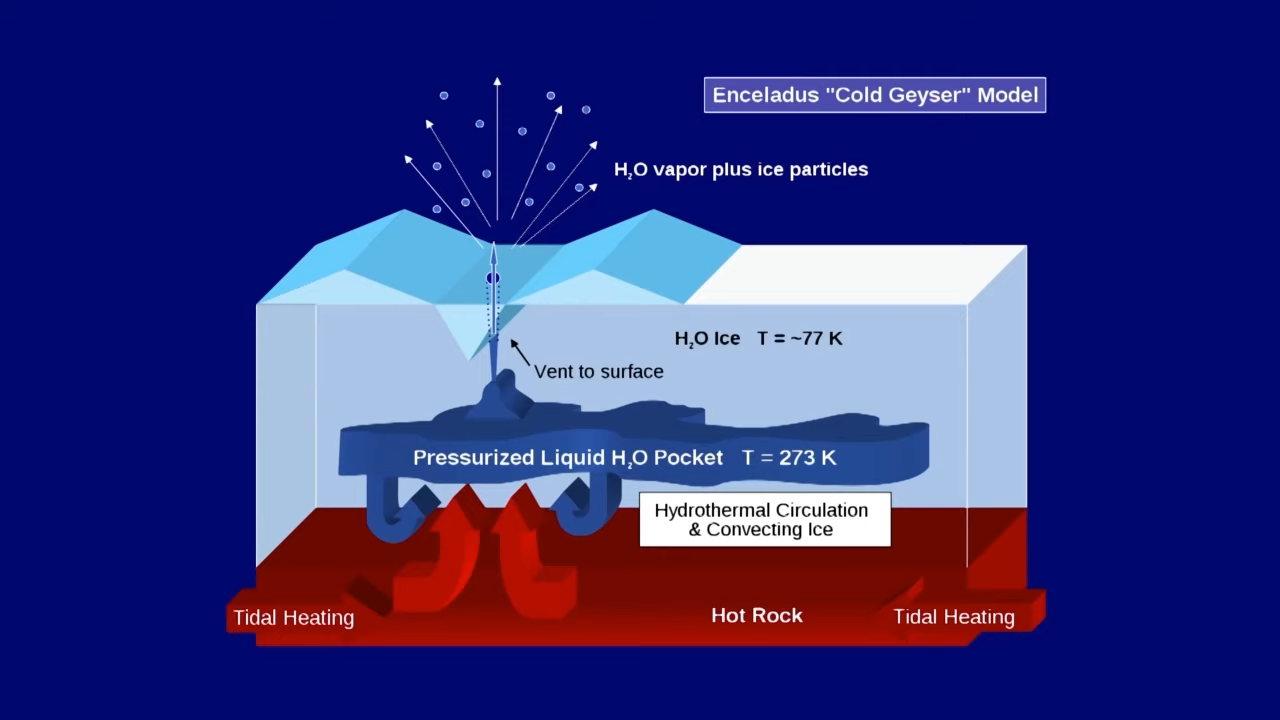 Enceladus "Cold Geyser" Model
H₂O vapor plus ice particles
H₂O Ice T = ~77 K
Vent to surface
Pressurized Liquid H₂O Pocket T = 273 K
Hydrothermal Circulation
& Convecting Ice
Tidal Heating
Hot Rock
Tidal Heating